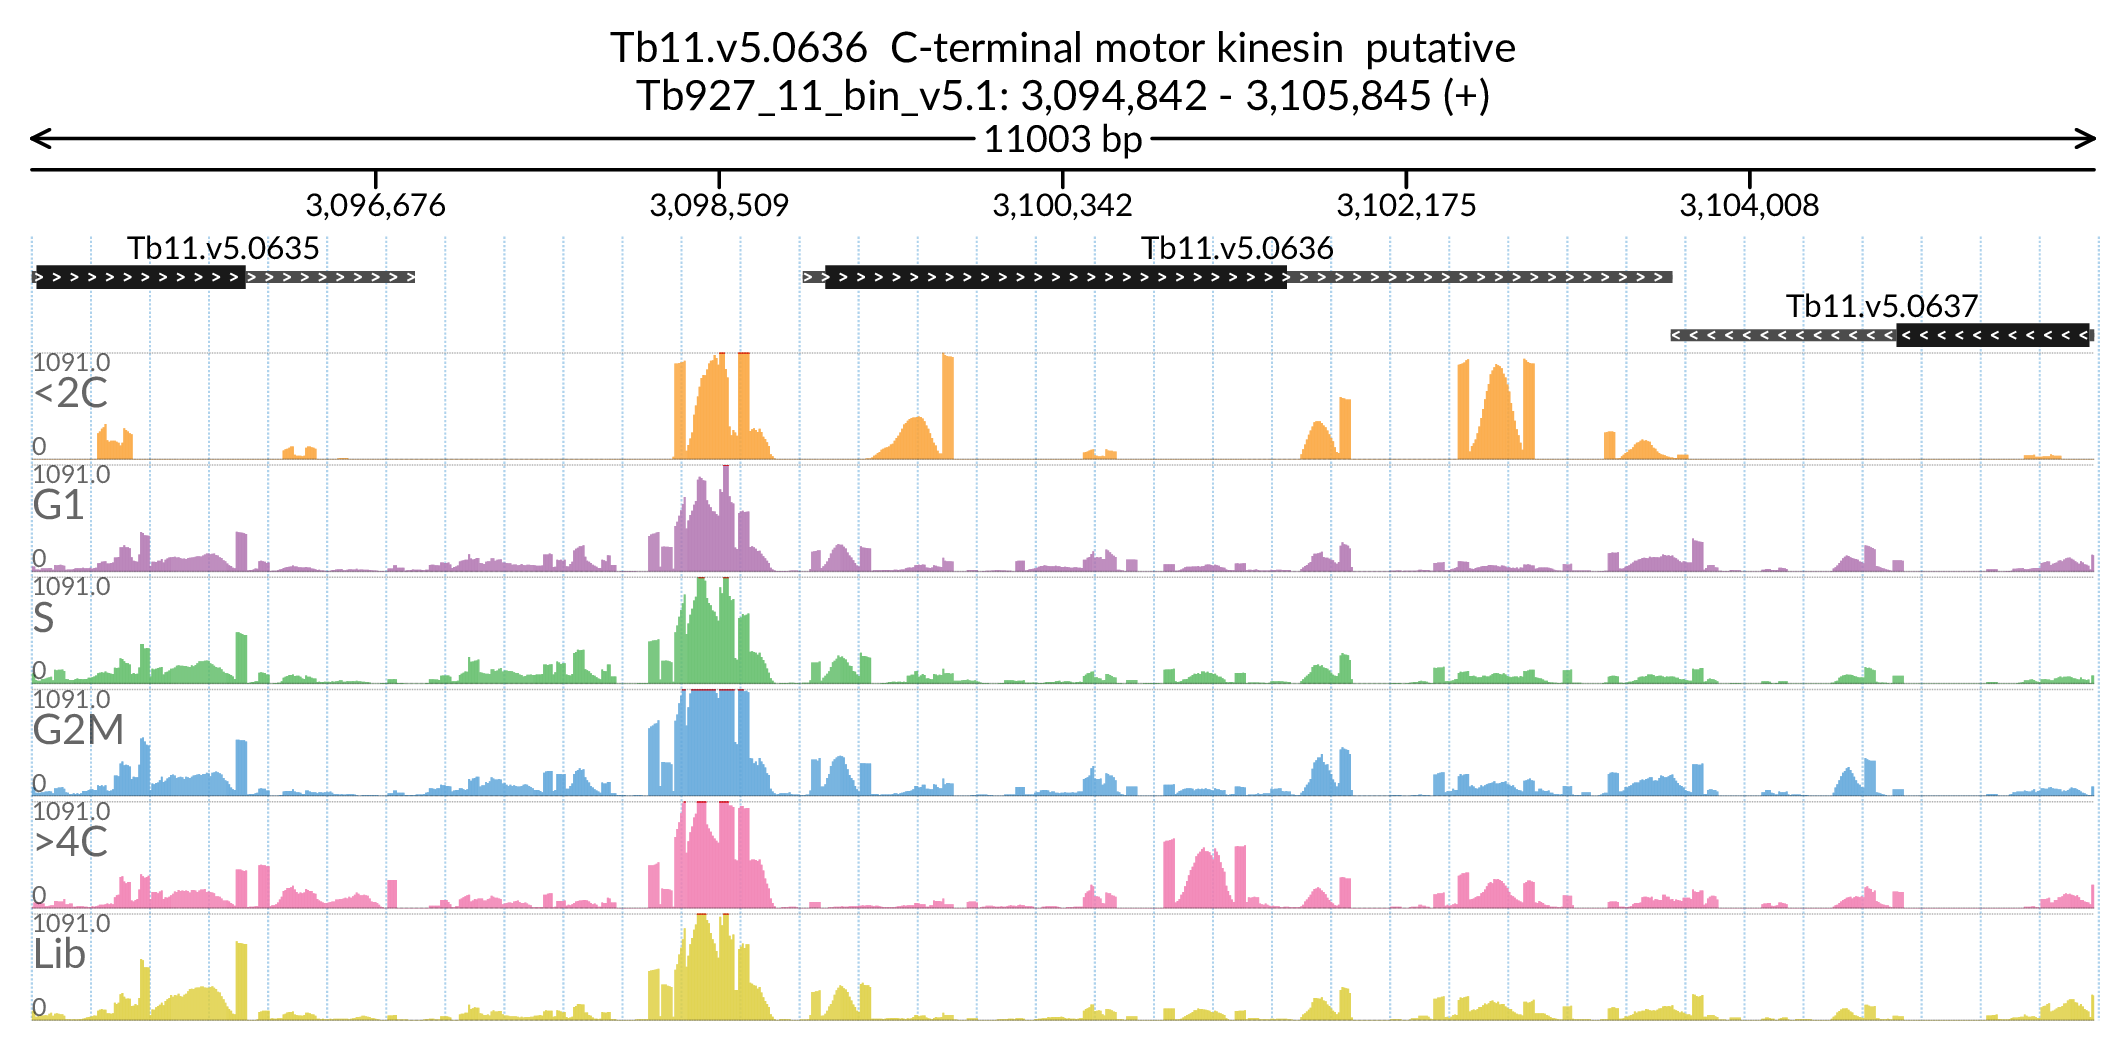 Tb11.v5.0636  C-terminal motor kinesin  putative
Tb927_11_bin_v5.1: 3,094,842 - 3,105,845 (+)
11003 bp
3,096,676 3,098,509 3,100,342 3,102,175 3,104,008
Tb11.v5.0635 Tb11.v5.0636
Tb11.v5.0637
1091.0
<2C
0
1091.0
G1
0
1091.0
S
0
1091.0
G2M
0
1091.0
>4C
0
1091.0
Lib
0